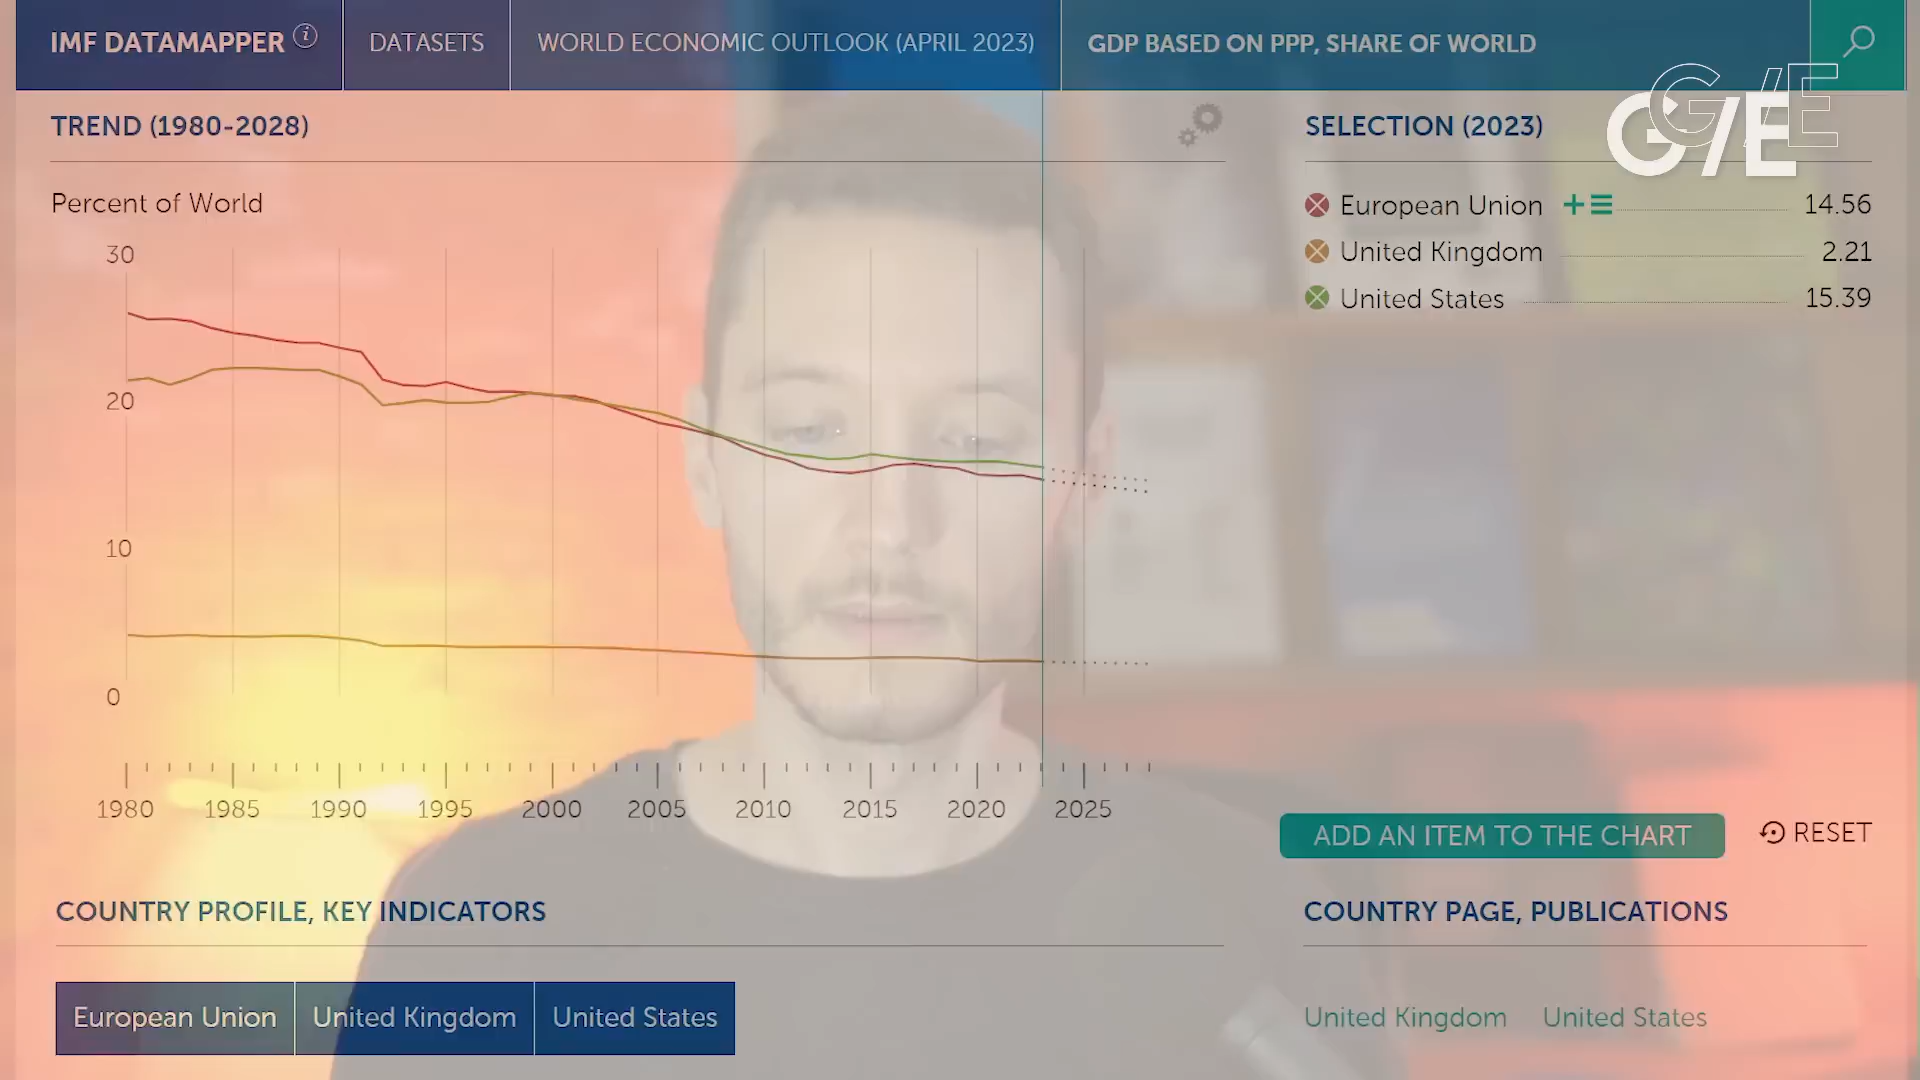 IMF DATAMAPPER i
DATASETS
WORLD ECONOMIC OUTLOOK (APRIL 2023)
GDP BASED ON PPP, SHARE OF WORLD
G/E
G/E
TREND (1980-2028)
Percent of World
30
20
10
0
1980 1985 1990 1995 2000 2005 2010 2015 2020 2025
SELECTION (2023)
European Union 14.56
United Kingdom 2.21
United States 15.39
ADD AN ITEM TO THE CHART
RESET
COUNTRY PROFILE, KEY INDICATORS
European Union United Kingdom United States
COUNTRY PAGE, PUBLICATIONS
United Kingdom United States